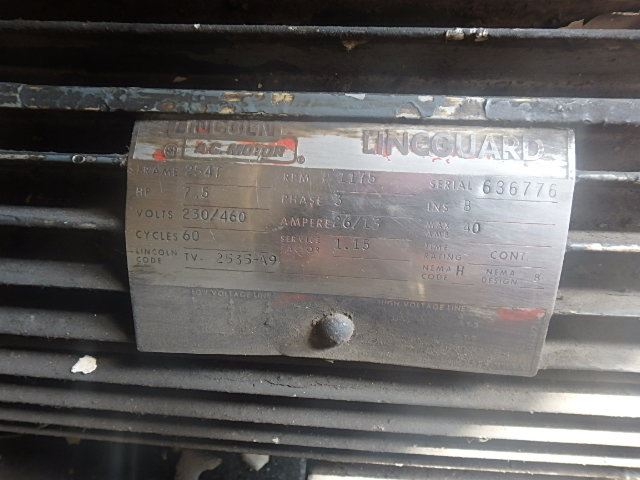 LINCOLN LINCGUARD
A-C MOTOR
FRAME 254T RPM 1175 SERIAL 636776
HP 7.5 PHASE 3 INS B
VOLTS 230/460 AMPERE 26/13 MAX AMB 40
CYCLES 60 SERVICE FACTOR 1.15 TIME RATING CONT
LINCOLN CODE TV- 2535-A9 NEMA CODE H NEMA DESIGN B
LOW VOLTAGE LINE HIGH VOLTAGE LINE